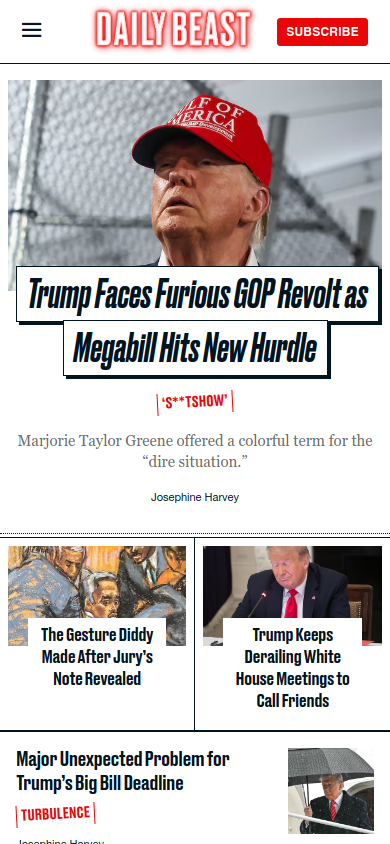 DAILY BEAST
SUBSCRIBE
GULF OF
AMERICA
Trump Faces Furious GOP Revolt as
Megabill Hits New Hurdle
'S**TSHOW'
Marjorie Taylor Greene offered a colorful term for the
“dire situation.”
Josephine Harvey
The Gesture Diddy
Made After Jury’s
Note Revealed
Trump Keeps
Derailing White
House Meetings to
Call Friends
Major Unexpected Problem for
Trump’s Big Bill Deadline
TURBULENCE
Josephine Harvey